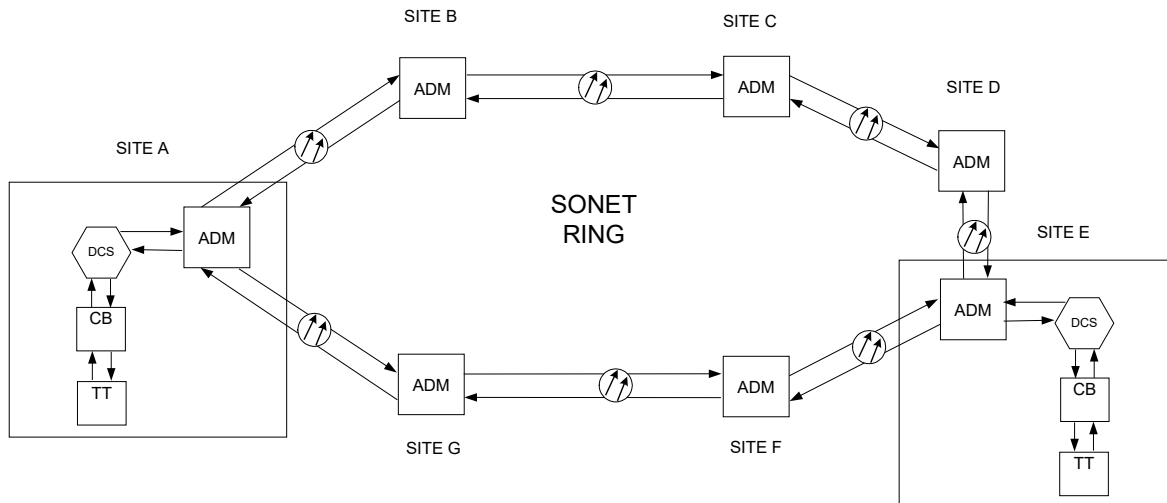 SITE B
SITE C
ADM
ADM
SITE D
SITE A
ADM
SONET
RING
ADM
DCS
SITE E
CB
ADM
DCS
TT
ADM
ADM
CB
SITE G
SITE F
TT